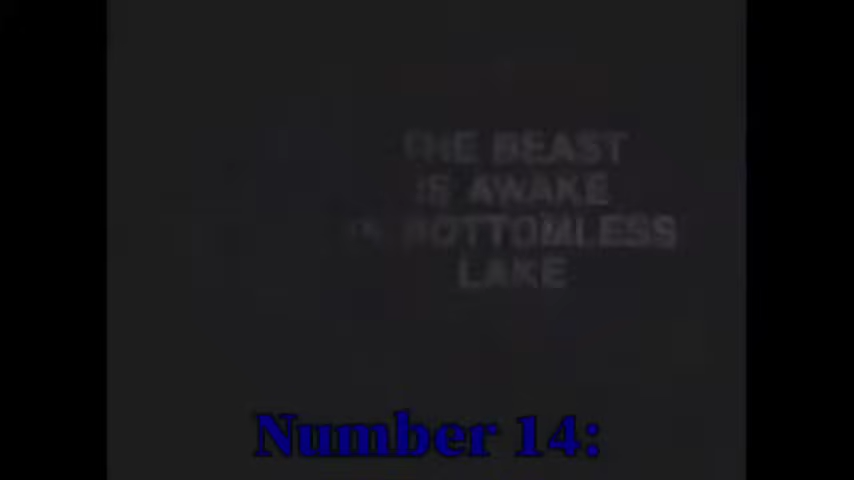 THE BEAST
IS AWAKE
IN BOTTOMLESS
LAKE
Number 14: